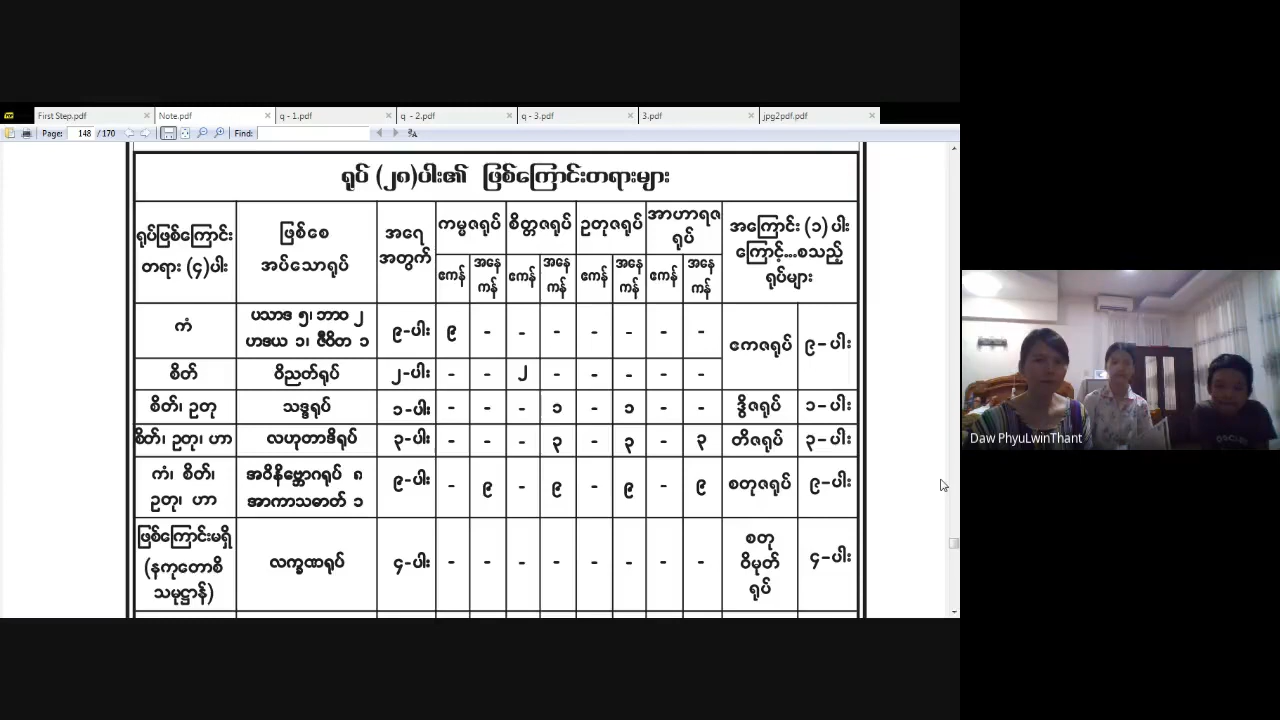 First Step.pdf
Note.pdf
q - 1.pdf
q - 2.pdf
q - 3.pdf
3.pdf
jpg2pdf.pdf
Page: 148 / 170 Find:
ရုပ် (၂၈)ပါး၏ ဖြစ်ကြောင်းတရားများ
ရုပ်ဖြစ်ကြောင်း
တရား (၄)ပါး
ဖြစ်စေ
အပ်သောရုပ်
အရေ
အတွက်
ကမ္မဇရုပ်
စိတ္တဇရုပ်
ဥတုဇရုပ်
အာဟာရဇ
ရုပ်
အကြောင်း (၁) ပါး
ကြောင့်...စသည့်
ရုပ်များ
ဧကန် အနေ
ကန် ဧကန် အနေ
ကန် ဧကန် အနေ
ကန် ဧကန် အနေ
ကန်
ကံ
ပသာဒ ၅၊ ဘာဝ ၂
ဟဒယ ၁၊ ဇီဝိတ ၁
၉-ပါး ၉ - - - - - - -
ဧကဇရုပ် ၉-ပါး
စိတ် ဝိညတ်ရုပ် ၂-ပါး - - ၂ - - - - -
စိတ်၊ ဥတု သဒ္ဒရုပ် ၁-ပါး - - - ၁ - ၁ - - ဒွိဇရုပ် ၁-ပါး
စိတ်၊ ဥတု၊ ဟာ လဟုတာဒိရုပ် ၃-ပါး - - - ၃ - ၃ - ၃ တိဇရုပ် ၃-ပါး
ကံ၊ စိတ်၊
ဥတု၊ ဟာ
အဝိနိဗ္ဘောဂရုပ် ၈
အာကာသဓာတ် ၁
၉-ပါး - ၉ - ၉ - ၉ - ၉ စတုဇရုပ် ၉-ပါး
ဖြစ်ကြောင်းမရှိ
(နကုတောစိ
သမုဋ္ဌာန်)
လက္ခဏရုပ် ၄-ပါး - - - - - - - -
စတု
ဝိမုတ်
ရုပ်
၄-ပါး
Daw PhyuLwinThant